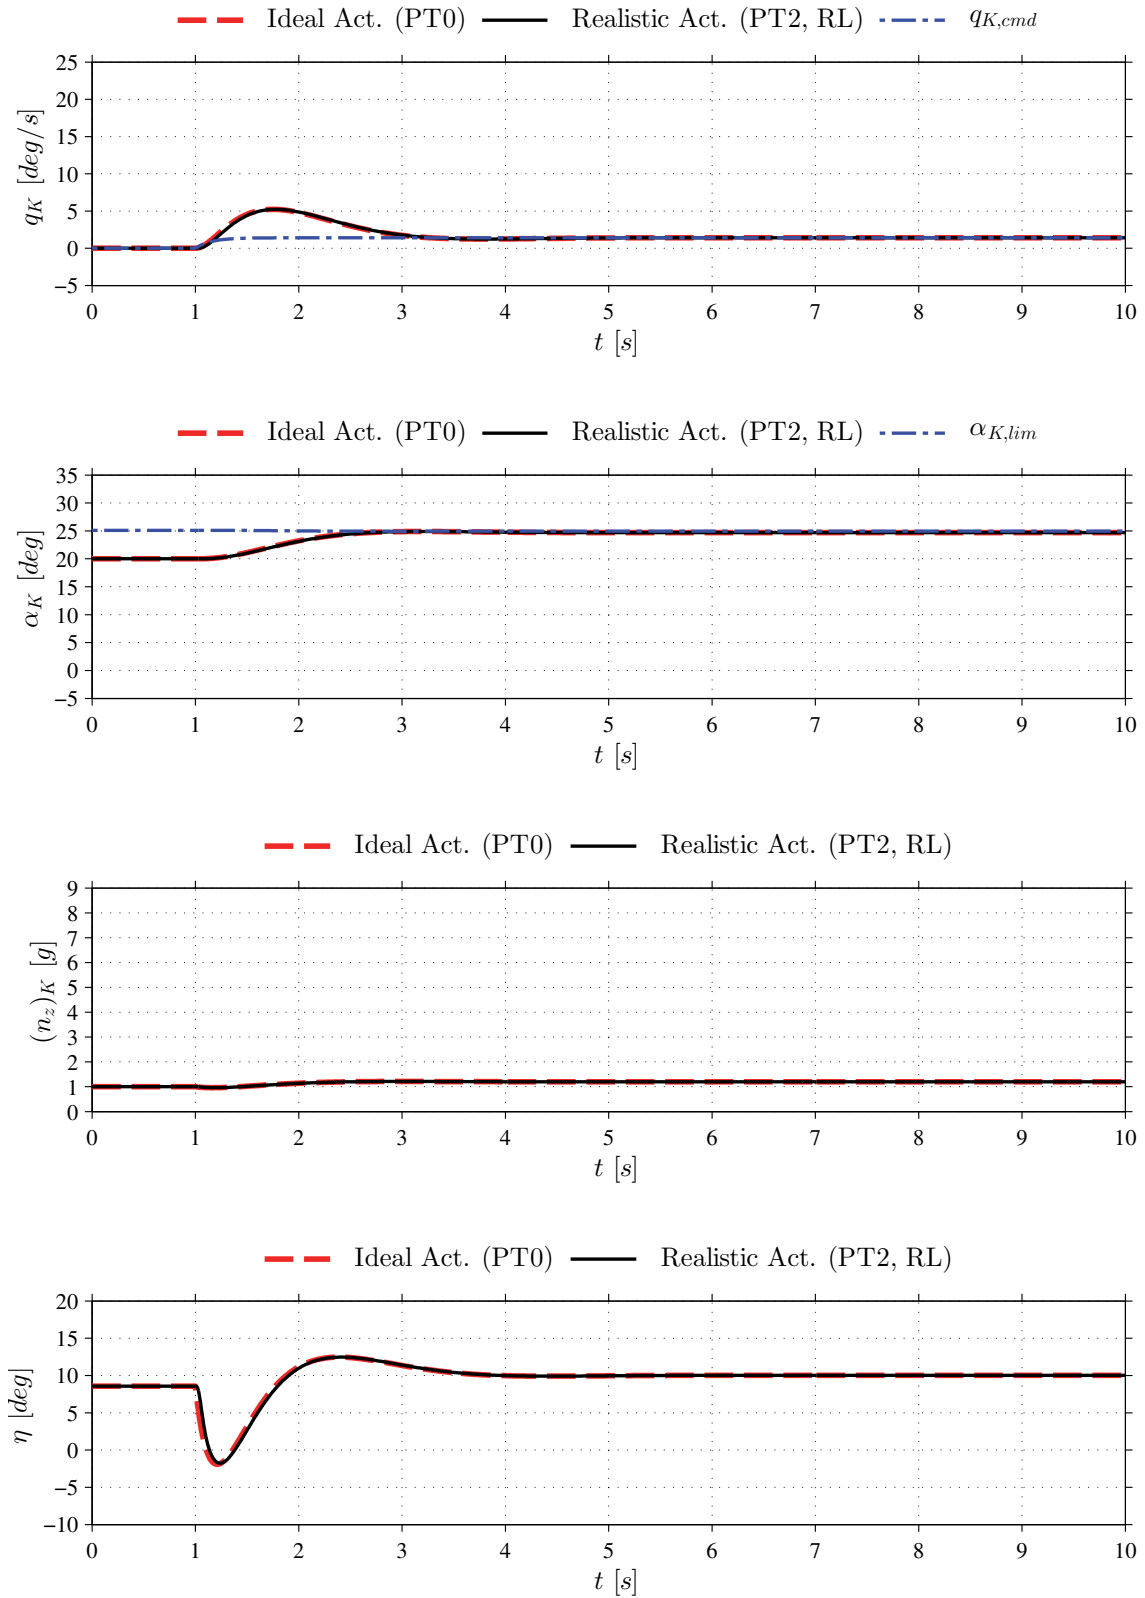 Ideal Act. (PT0) Realistic Act. (PT2, RL) q_{K,cmd}
25
20
15
10
5
0
−5
q_K [deg/s]
0 1 2 3 4 5 6 7 8 9 10
t [s]
Ideal Act. (PT0) Realistic Act. (PT2, RL) α_{K,lim}
35
30
25
20
15
10
5
0
−5
α_K [deg]
0 1 2 3 4 5 6 7 8 9 10
t [s]
Ideal Act. (PT0) Realistic Act. (PT2, RL)
9
8
7
6
5
4
3
2
1
0
(n_z)_K [g]
0 1 2 3 4 5 6 7 8 9 10
t [s]
Ideal Act. (PT0) Realistic Act. (PT2, RL)
20
15
10
5
0
−5
−10
η [deg]
0 1 2 3 4 5 6 7 8 9 10
t [s]